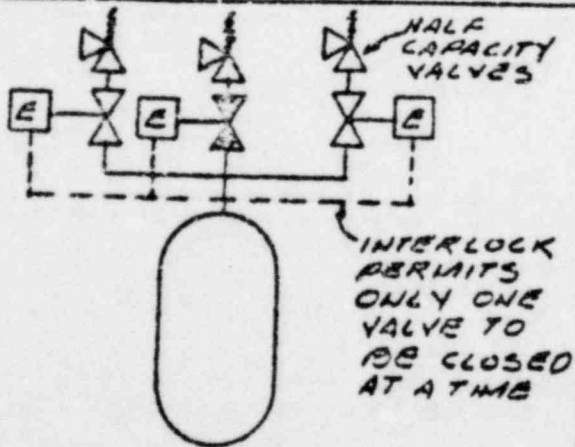 HALF
CAPACITY
VALVES
E
E
E
INTERLOCK
PERMITS
ONLY ONE
VALVE TO
BE CLOSED
AT A TIME